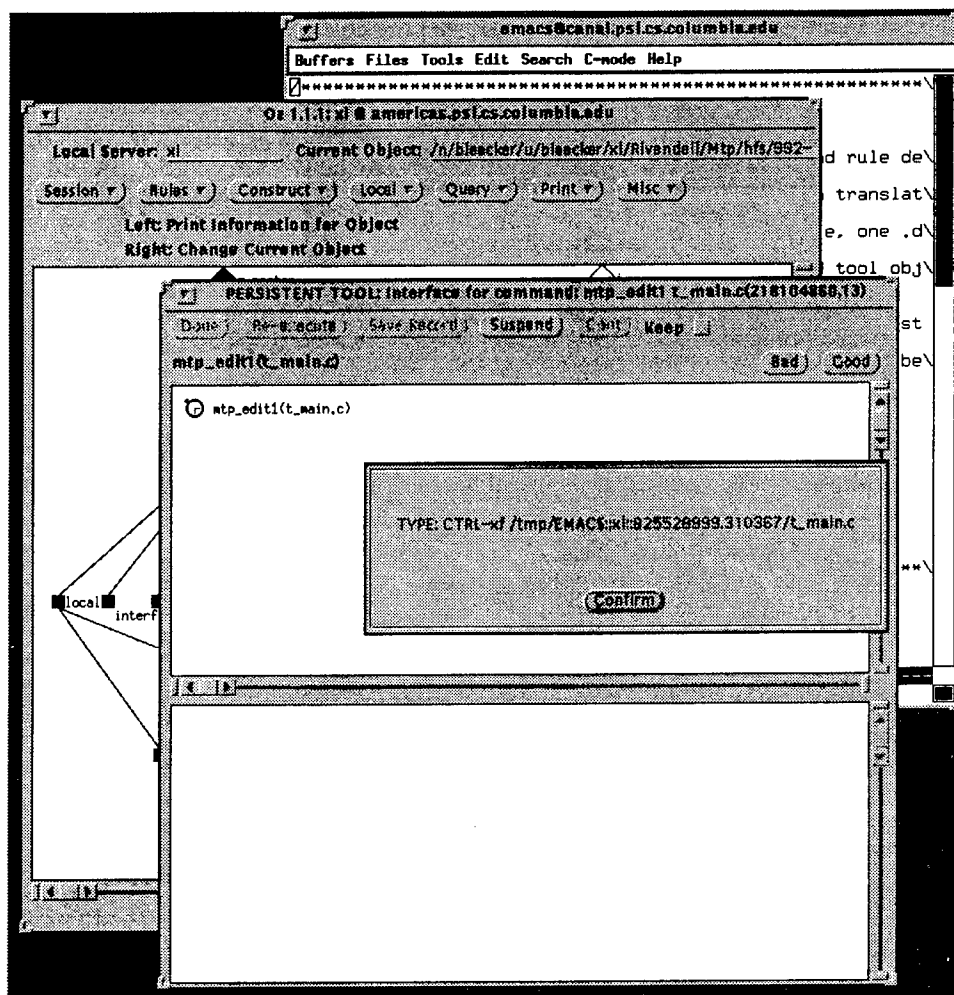 emacs@canal.psl.cs.columbia.edu
Buffers Files Tools Edit Search C-mode Help
Oz 1.1.1: xl @ americas.psl.cs.columbia.edu
Local Server: xl
Current Object: /n/bleecker/u/bleecker/xl/Rivendell/Mtp/hfs/992-
d rule de\
Session Rules Construct Local Query Print Misc
translat\
Left: Print Information for Object
e, one .d\
Right: Change Current Object
tool obj\
PERSISTENT TOOL: Interface for command: mtp_edit1 t_main.c(218104860,13)
Done Re-execute Save Record Suspend Cont Keep
st
mtp_edit1(t_main.c)
Bad Good
be\
mtp_edit1(t_main.c)
TYPE: CTRL-xf /tmp/EMACS:xl:825528999.310367/t_main.c
**\
Confirm
local
interf